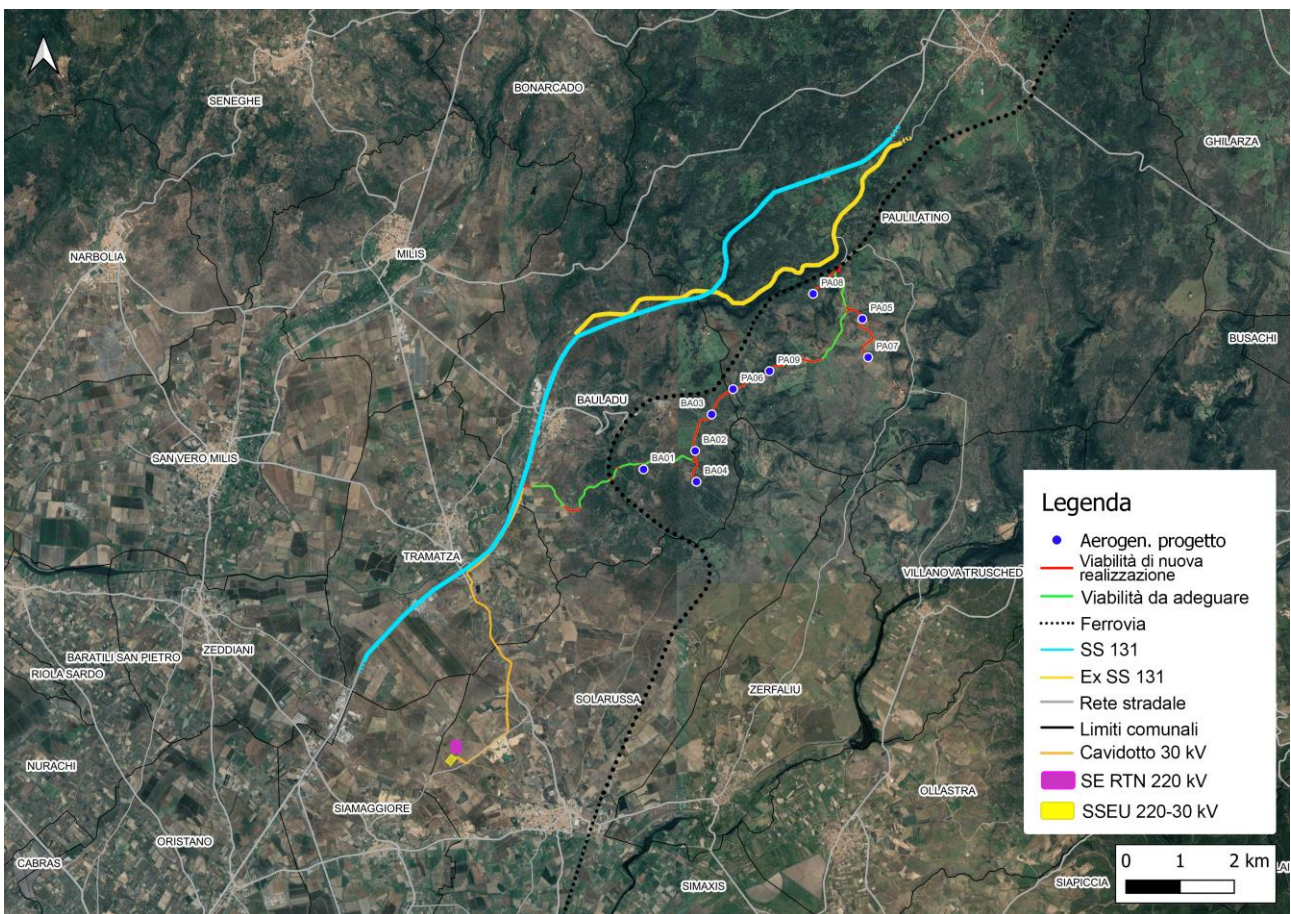 BONARCADO
SENEGHE
GHILARZA
PAULILATINO
MILIS
NARBOLIA
PA08
PA05
BUSACHI
PA07
PA09
PA06
BAULADU
BA03
BA02
SAN VERO MILIS
BA01
BA04
TRAMATZA
VILLANOVA TRUSCHED
ZEDDIANI
BARATILI SAN PIETRO
RIOLA SARDO
ZERFALIU
SOLARUSSA
NURACHI
OLLASTRA
SIAMAGGIORE
ORISTANO
CABRAS
SIMAXIS
SIAPICCIA
Legenda
Aerogen. progetto
Viabilità di nuova
realizzazione
Viabilità da adeguare
Ferrovia
SS 131
Ex SS 131
Rete stradale
Limiti comunali
Cavidotto 30 kV
SE RTN 220 kV
SSEU 220-30 kV
0 1 2 km